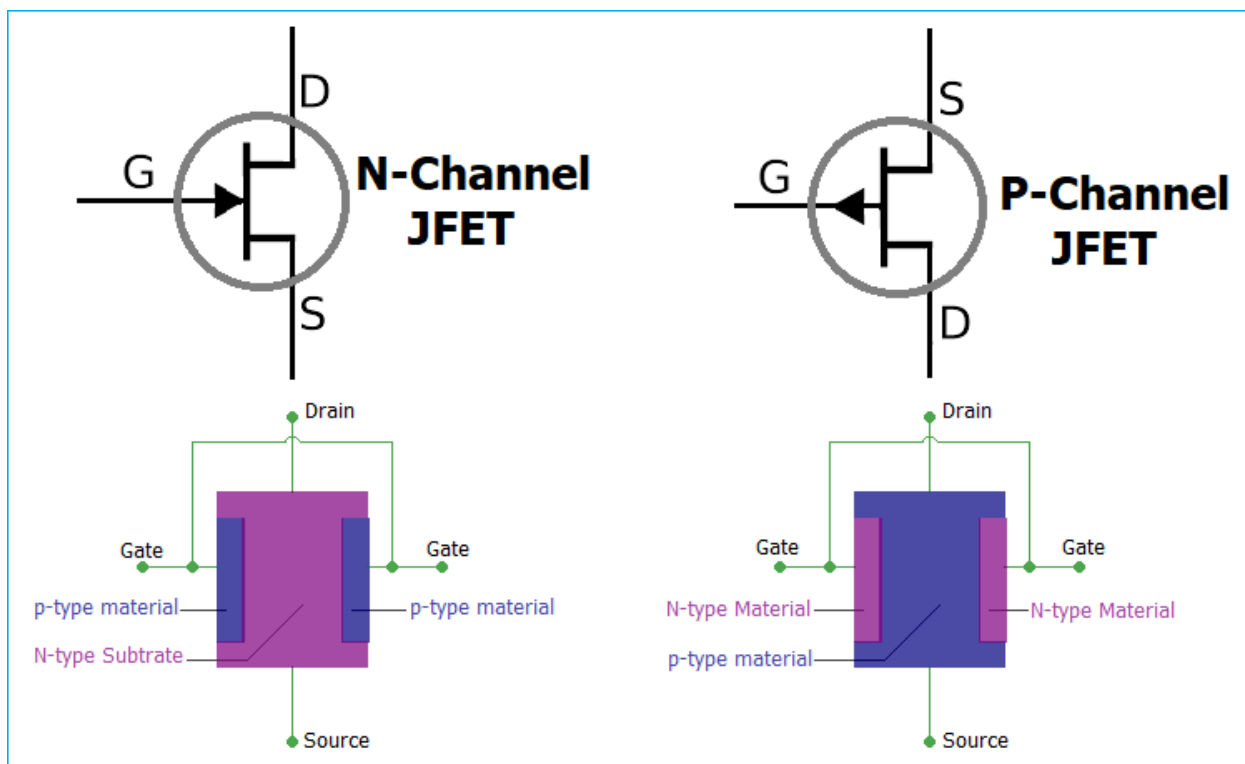 D
G
N-Channel
JFET
S
S
G
P-Channel
JFET
D
Drain
Gate
Gate
p-type material
p-type material
N-type Subtrate
Source
Drain
Gate
Gate
N-type Material
N-type Material
p-type material
Source